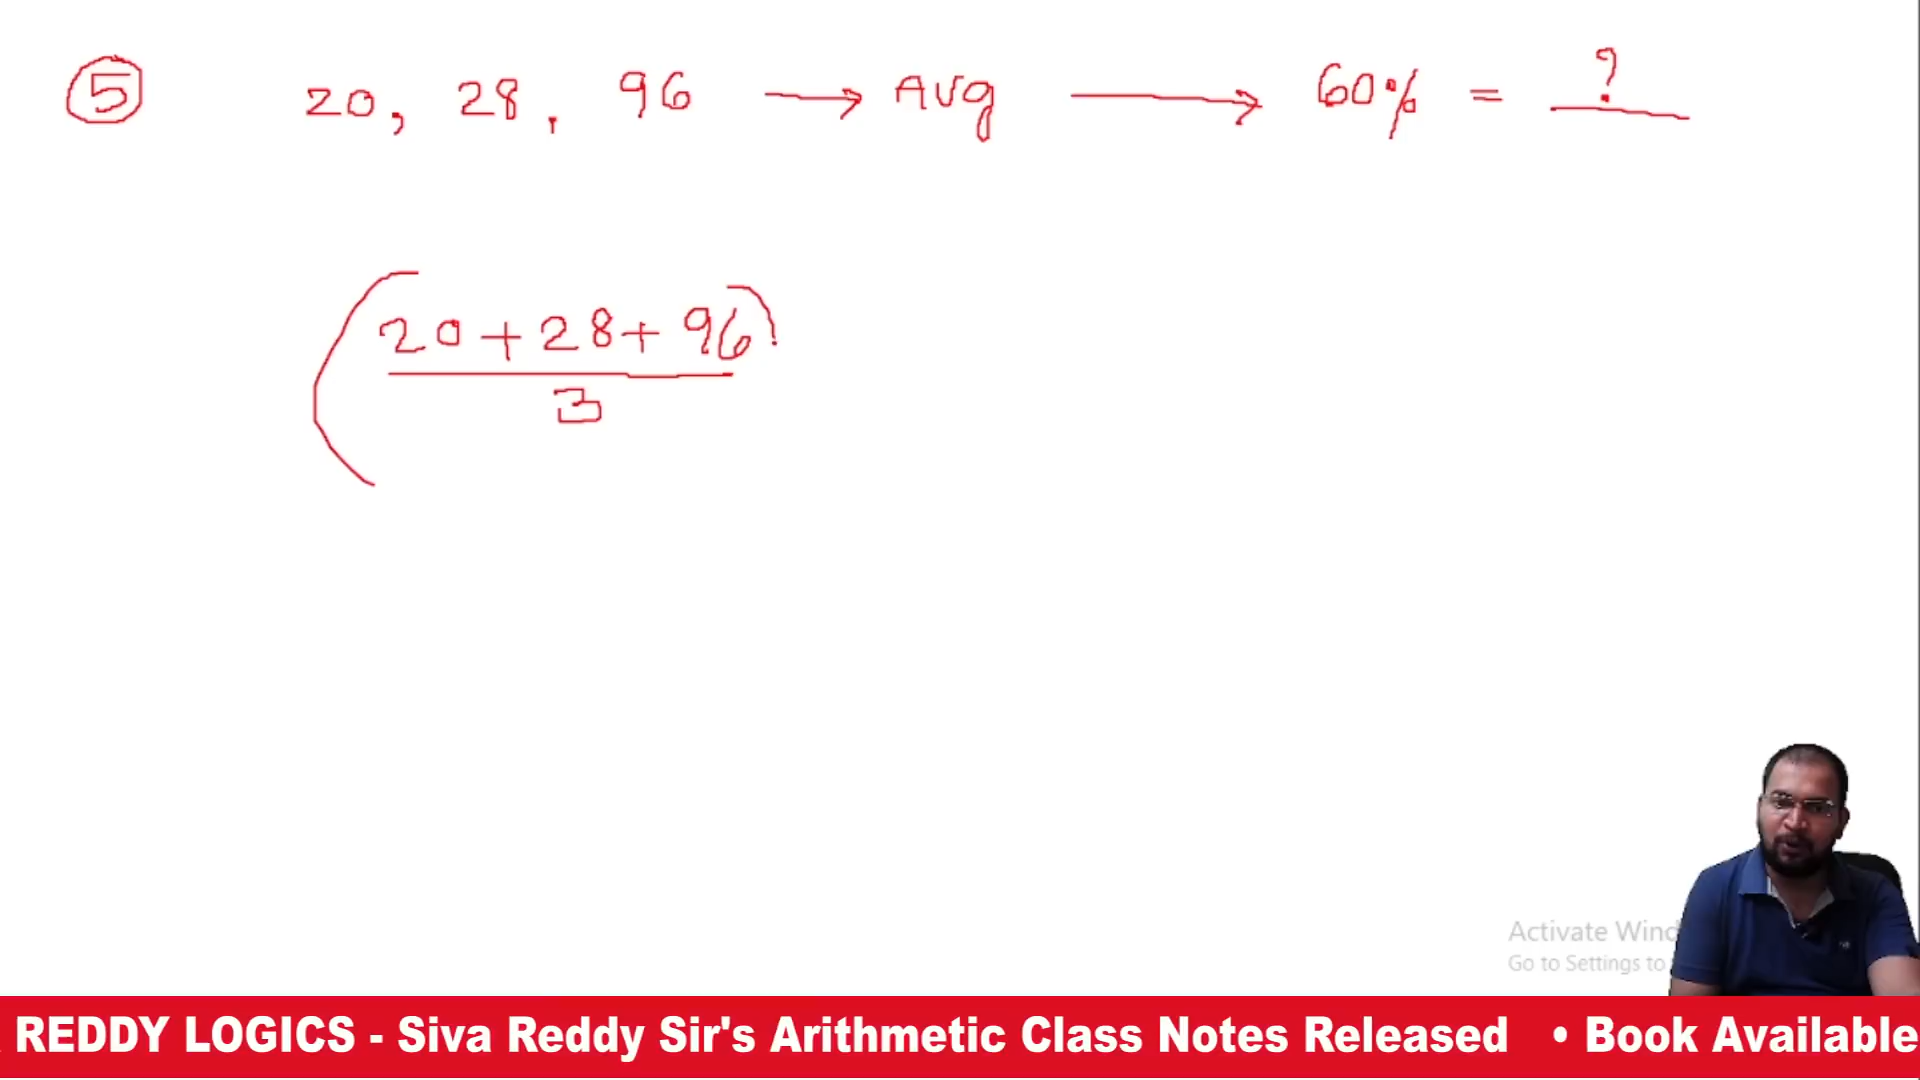 5 20, 28, 96 → Avg → 60% = ?
(20+28+96)
3
Activate Wind
Go to Settings to
REDDY LOGICS - Siva Reddy Sir's Arithmetic Class Notes Released • Book Available